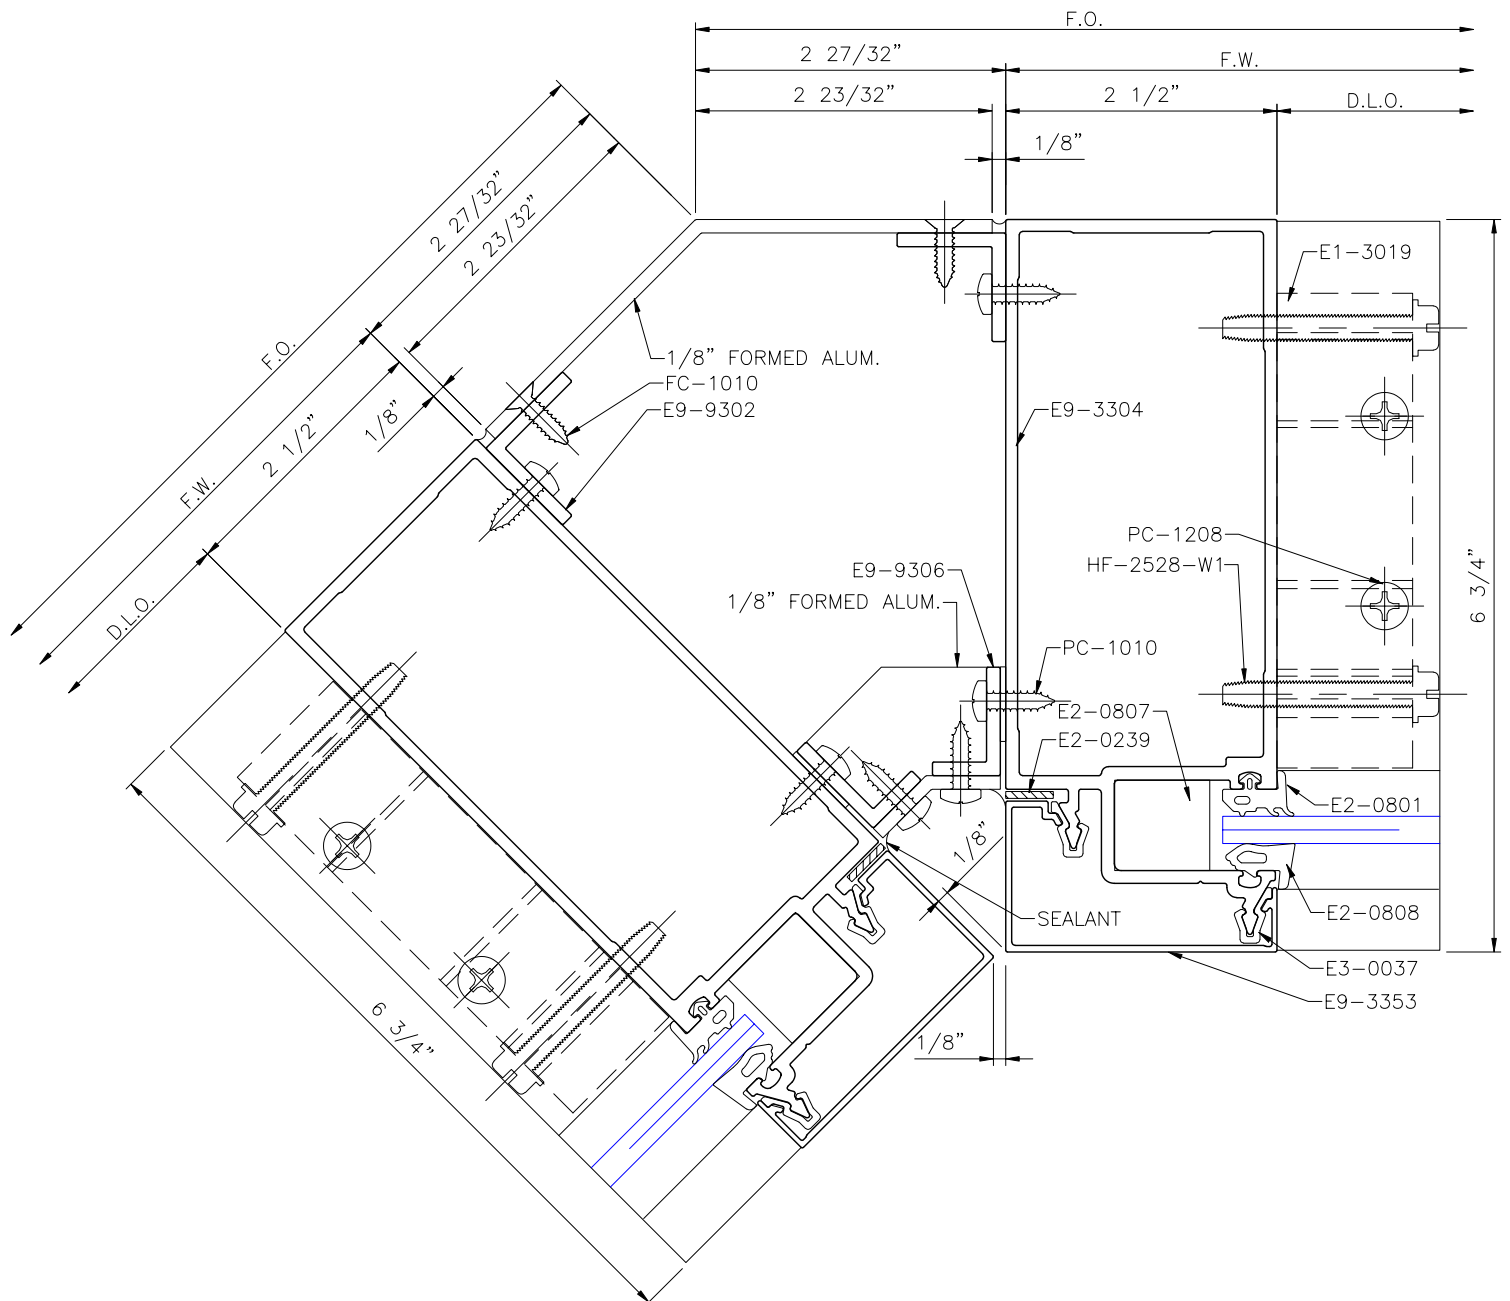 F.O.
2 27/32"
F.W.
2 23/32"
2 1/2"
D.L.O.
1/8"
2 27/32"
2 23/32"
F.O.
1/8"
2 1/2"
F.W.
D.L.O.
E1-3019
1/8" FORMED ALUM.
FC-1010
E9-9302
E9-3304
PC-1208
HF-2528-W1
E9-9306
1/8" FORMED ALUM.
6 3/4"
PC-1010
E2-0807
E2-0239
E2-0801
1/8"
SEALANT
E2-0808
E3-0037
E9-3353
6 3/4"
1/8"